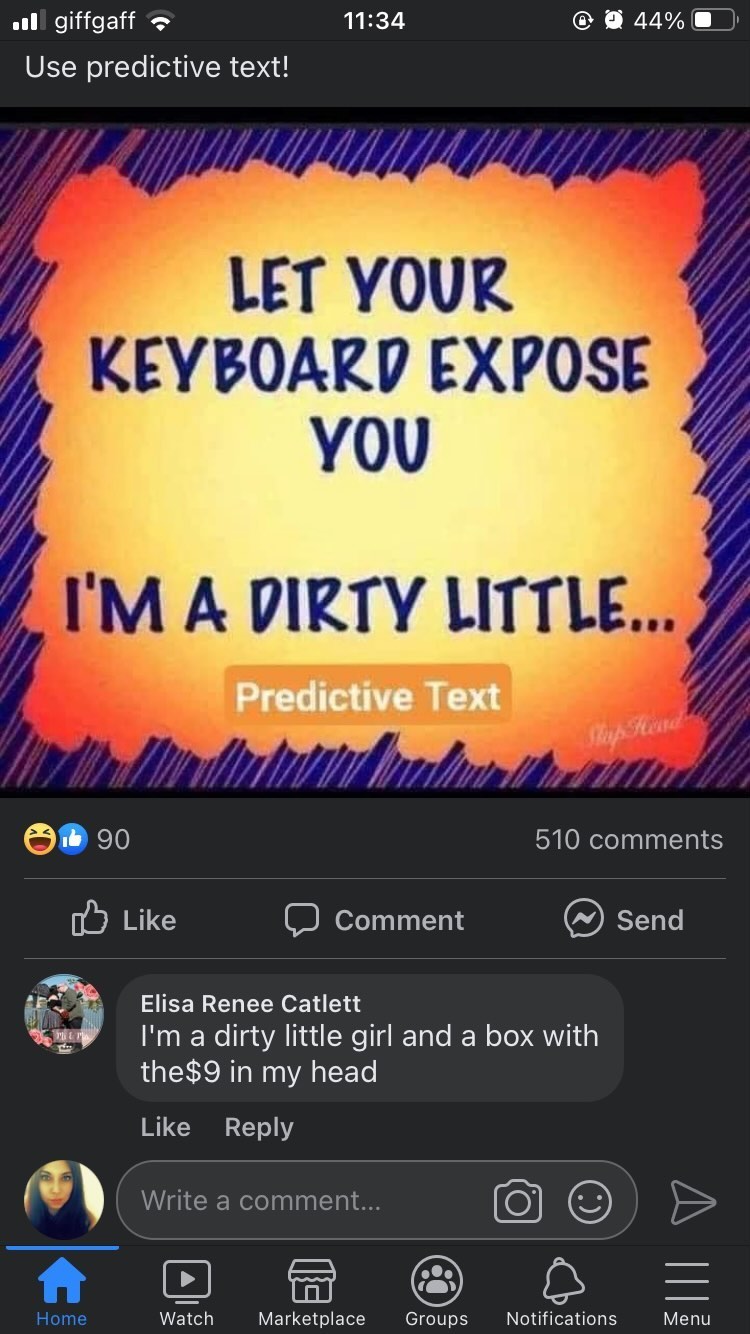 giffgaff 11:34 44%
Use predictive text!
LET YOUR
KEYBOARD EXPOSE
YOU
I'M A DIRTY LITTLE...
Predictive Text
SlapHead
90 510 comments
Like Comment Send
Elisa Renee Catlett
I'm a dirty little girl and a box with
the$9 in my head
Like Reply
Write a comment...
Home Watch Marketplace Groups Notifications Menu